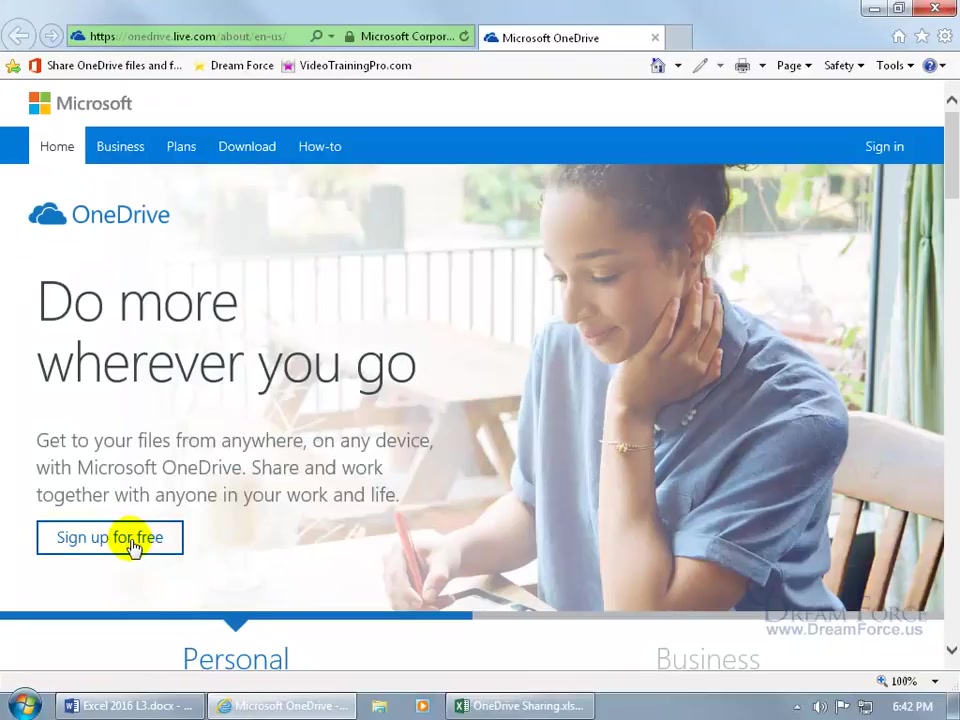 https://onedrive.live.com/about/en-us/
Microsoft Corpor...
Microsoft OneDrive
Share OneDrive files and f...
Dream Force
VideoTrainingPro.com
Page
Safety
Tools
Microsoft
Home
Business
Plans
Download
How-to
Sign in
OneDrive
Do more
wherever you go
Get to your files from anywhere, on any device,
with Microsoft OneDrive. Share and work
together with anyone in your work and life.
Sign up for free
DREAM FORCE
www.DreamForce.us
Personal
Business
100%
Excel 2016 L3.docx - ...
Microsoft OneDrive -...
OneDrive Sharing.xls...
6:42 PM